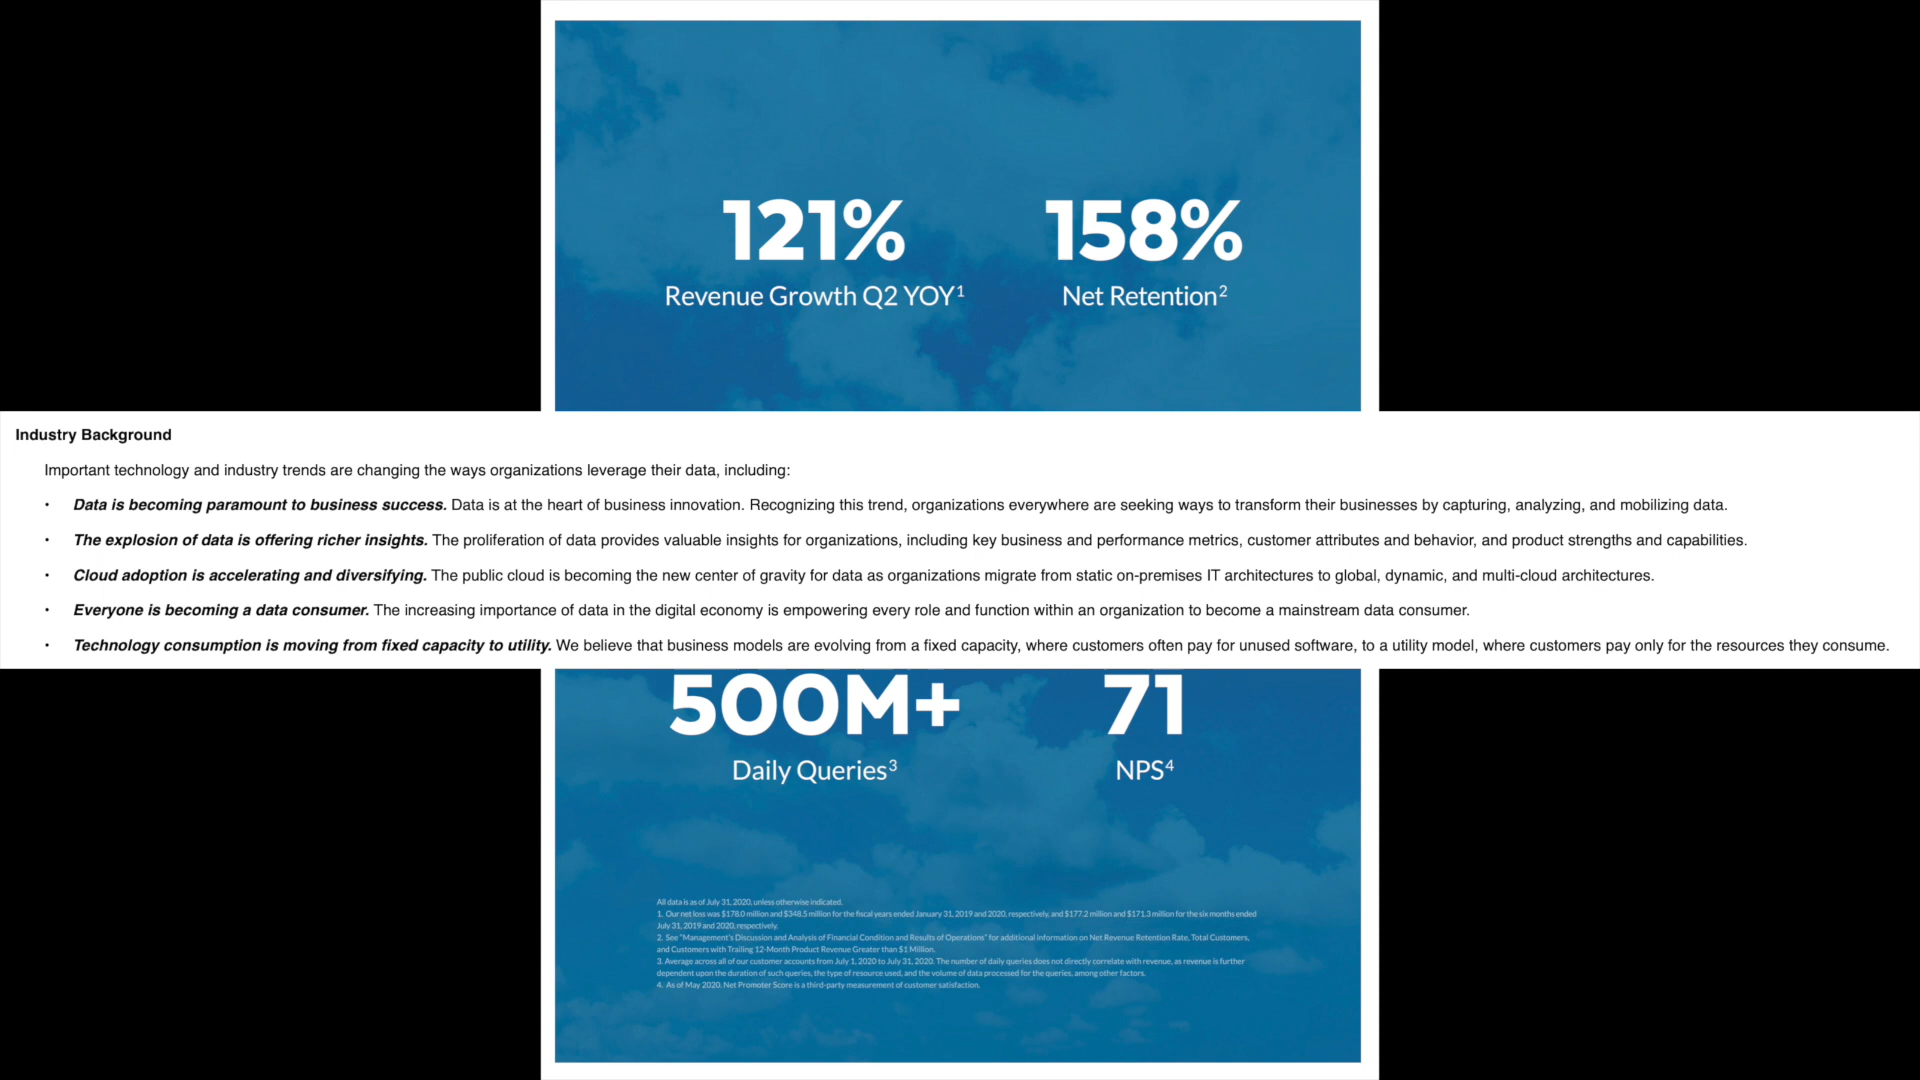 121% 158%
Revenue Growth Q2 YOY1 Net Retention2
Industry Background
Important technology and industry trends are changing the ways organizations leverage their data, including:
• Data is becoming paramount to business success. Data is at the heart of business innovation. Recognizing this trend, organizations everywhere are seeking ways to transform their businesses by capturing, analyzing, and mobilizing data.
• The explosion of data is offering richer insights. The proliferation of data provides valuable insights for organizations, including key business and performance metrics, customer attributes and behavior, and product strengths and capabilities.
• Cloud adoption is accelerating and diversifying. The public cloud is becoming the new center of gravity for data as organizations migrate from static on-premises IT architectures to global, dynamic, and multi-cloud architectures.
• Everyone is becoming a data consumer. The increasing importance of data in the digital economy is empowering every role and function within an organization to become a mainstream data consumer.
• Technology consumption is moving from fixed capacity to utility. We believe that business models are evolving from a fixed capacity, where customers often pay for unused software, to a utility model, where customers pay only for the resources they consume.
500M+ 71
Daily Queries3 NPS4
All data is as of July 31, 2020, unless otherwise indicated.
1. Our net loss was $178.0 million and $348.5 million for the fiscal years ended January 31, 2019 and 2020, respectively, and $177.2 million and $171.3 million for the six months ended
July 31, 2019 and 2020, respectively.
2. See "Management's Discussion and Analysis of Financial Condition and Results of Operations" for additional information on Net Revenue Retention Rate, Total Customers,
and Customers with Trailing 12-Month Product Revenue Greater than $1 Million.
3. Average across all of our customer accounts from July 1, 2020 to July 31, 2020. The number of daily queries does not directly correlate with revenue, as revenue is further
dependent upon the duration of such queries, the type of resource used, and the volume of data processed for the queries, among other factors.
4. As of May 2020. Net Promoter Score is a third-party measurement of customer satisfaction.